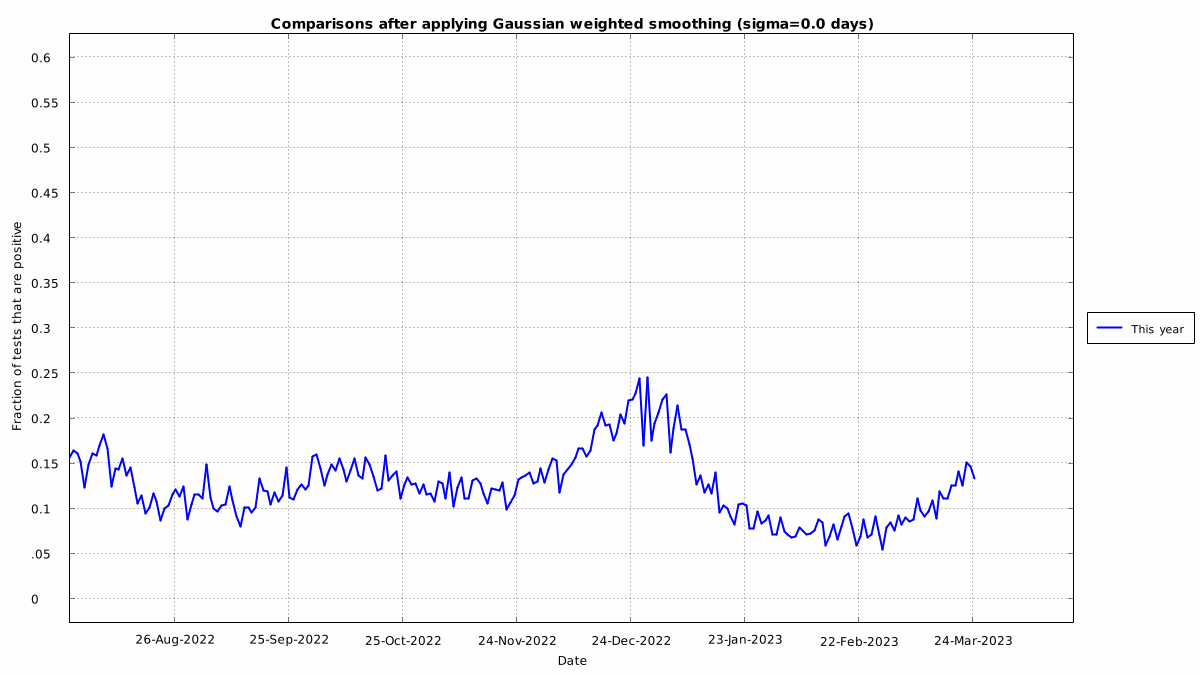 Comparisons after applying Gaussian weighted smoothing (sigma=0.0 days)
0.6
0.55
0.5
0.45
0.4
0.35
0.3
0.25
0.2
0.15
0.1
.05
0
Fraction of tests that are positive
This year
26-Aug-2022 25-Sep-2022 25-Oct-2022 24-Nov-2022 24-Dec-2022 23-Jan-2023 22-Feb-2023 24-Mar-2023
Date